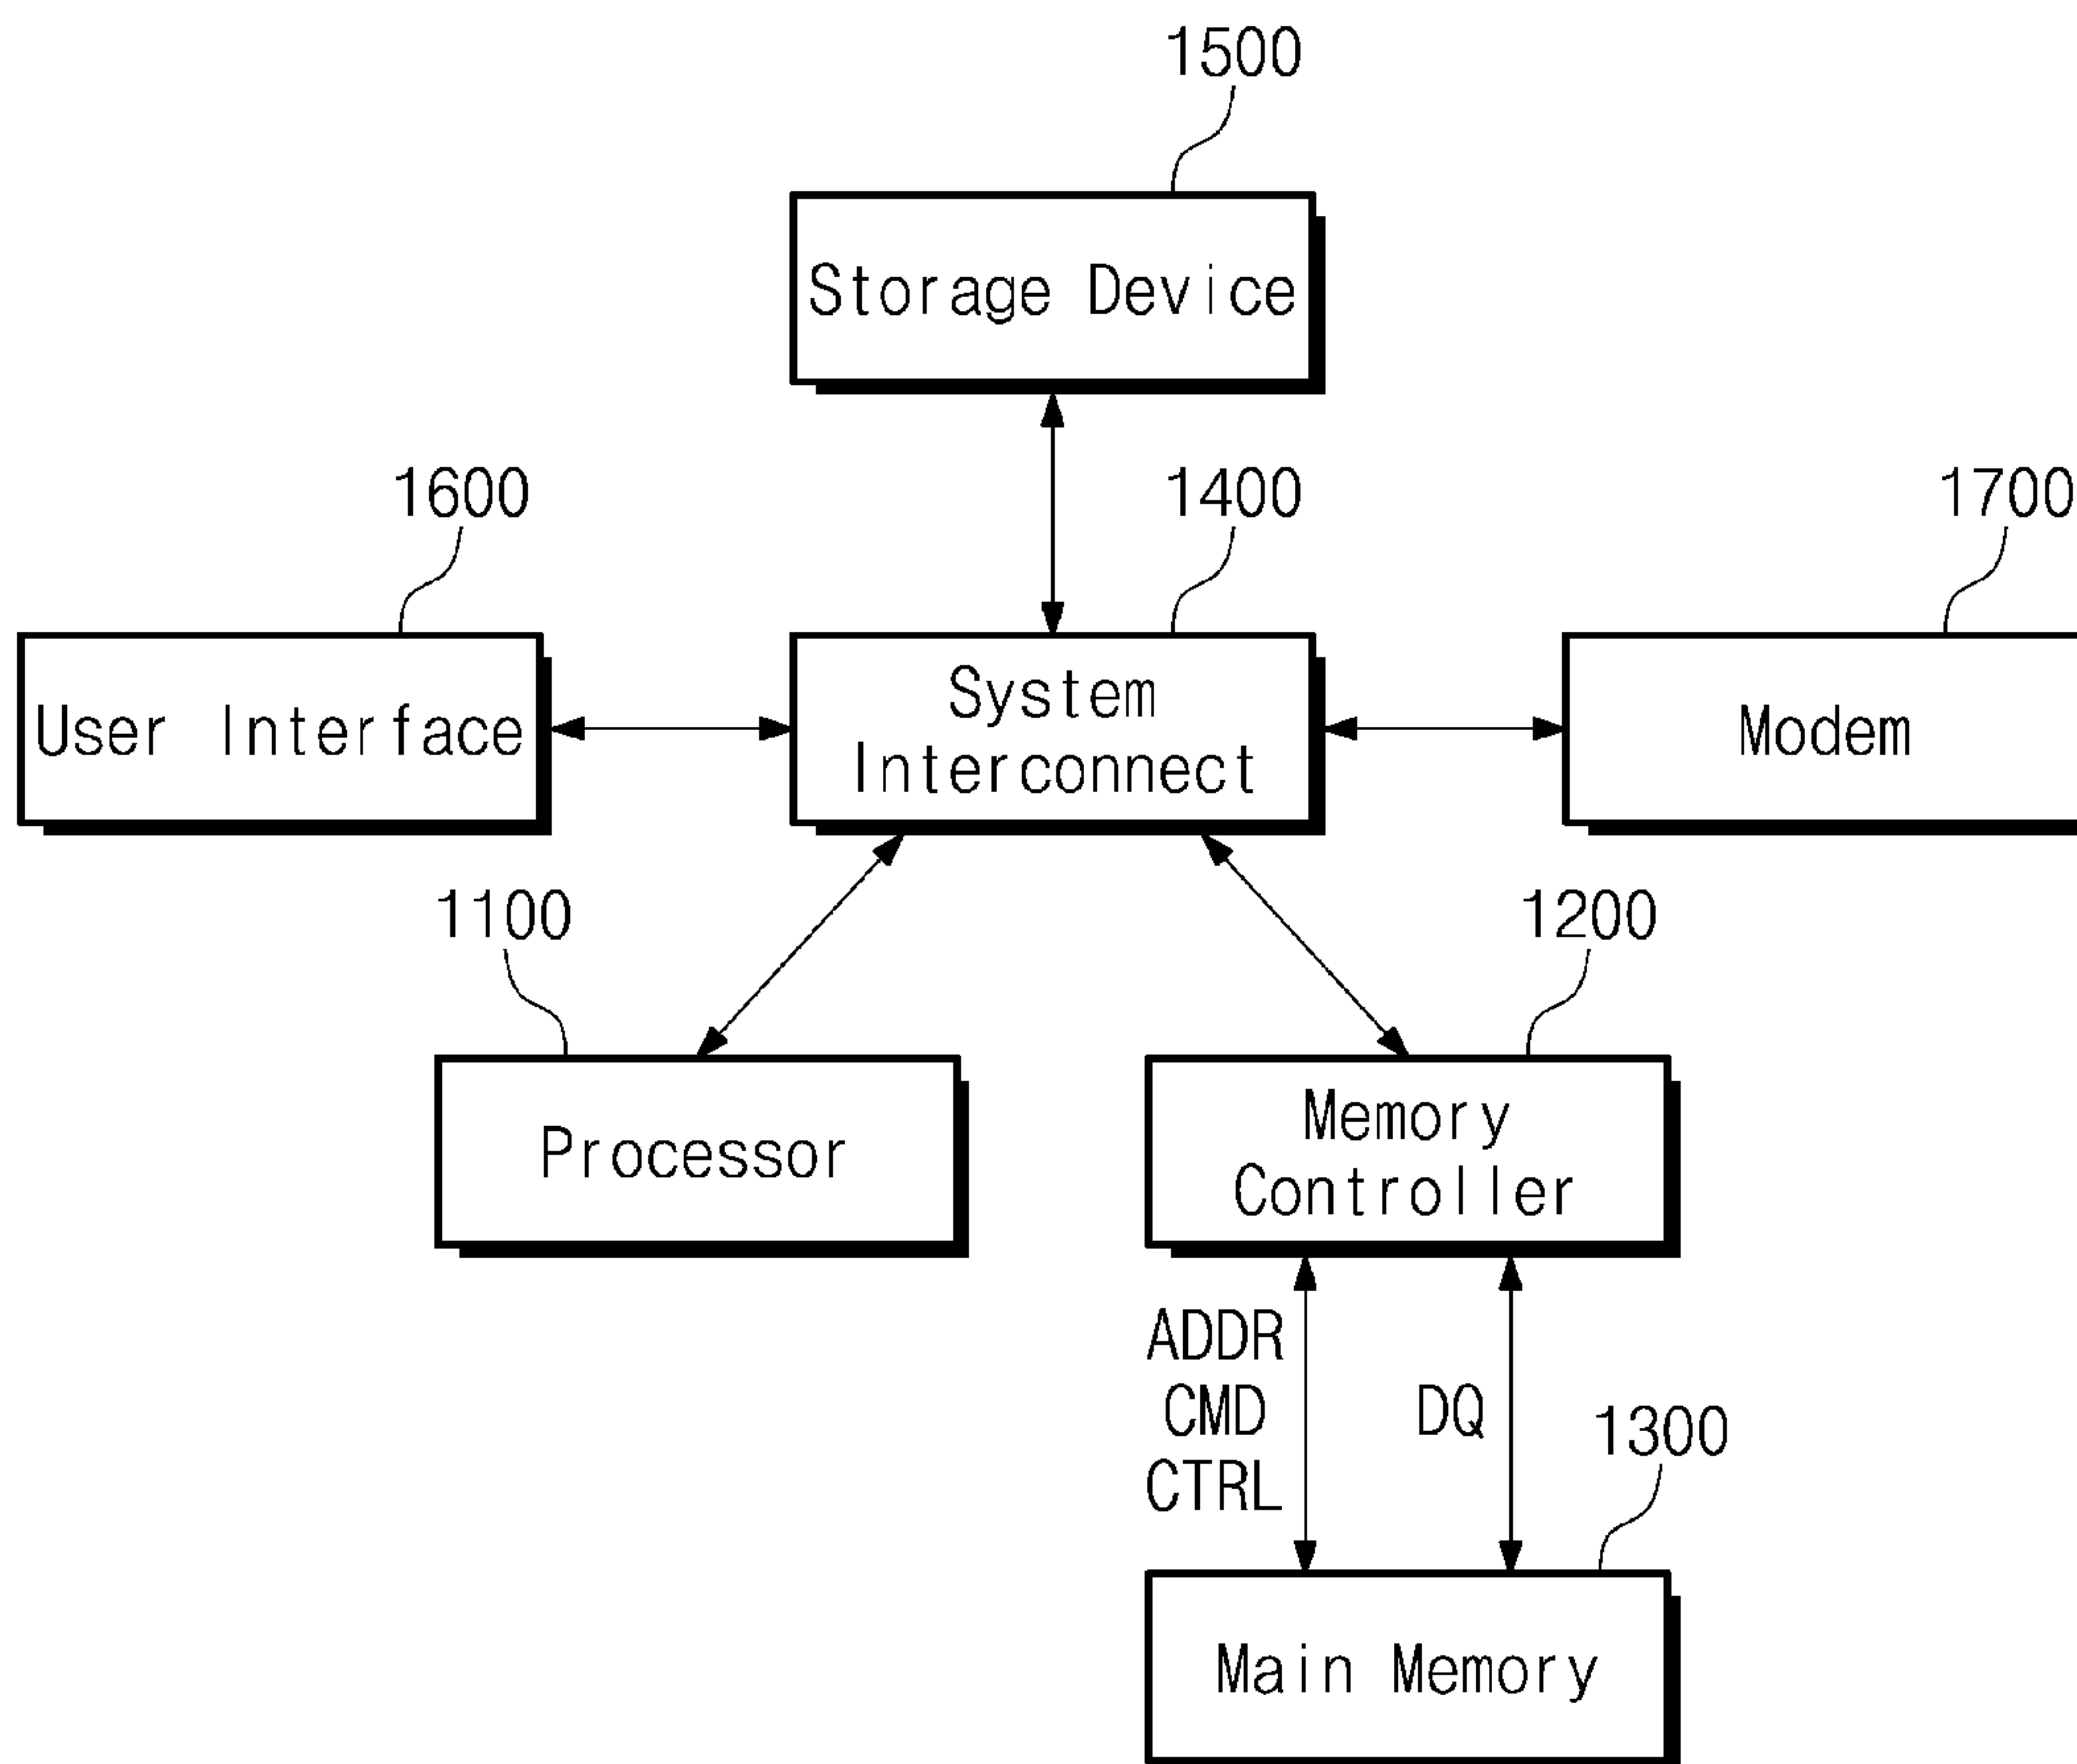 1500
Storage Device
1600
1400
1700
User Interface
System
Interconnect
Modem
1100
1200
Processor
Memory
Controller
ADDR
CMD
CTRL
DQ
1300
Main Memory